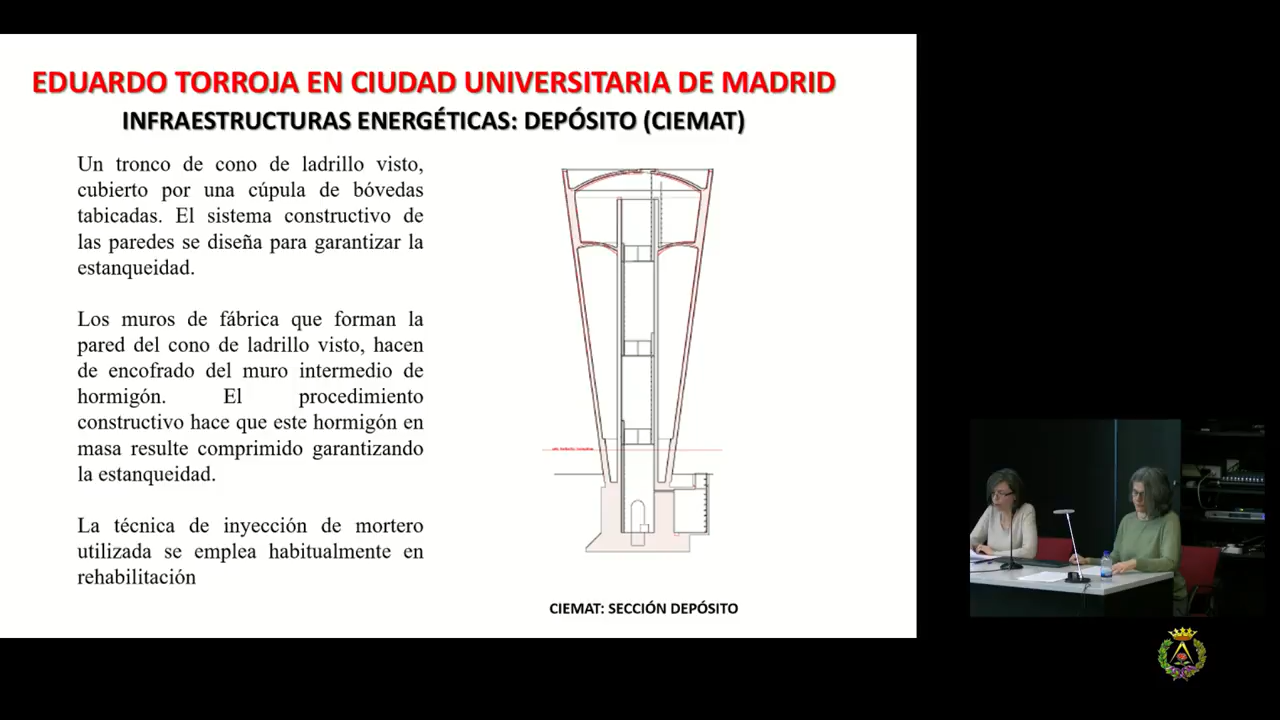 EDUARDO TORROJA EN CIUDAD UNIVERSITARIA DE MADRID
INFRAESTRUCTURAS ENERGÉTICAS: DEPÓSITO (CIEMAT)
Un tronco de cono de ladrillo visto,
cubierto por una cúpula de bóvedas
tabicadas. El sistema constructivo de
las paredes se diseña para garantizar la
estanqueidad.
Los muros de fábrica que forman la
pared del cono de ladrillo visto, hacen
de encofrado del muro intermedio de
hormigón. El procedimiento
constructivo hace que este hormigón en
masa resulte comprimido garantizando
la estanqueidad.
La técnica de inyección de mortero
utilizada se emplea habitualmente en
rehabilitación
CIEMAT: SECCIÓN DEPÓSITO